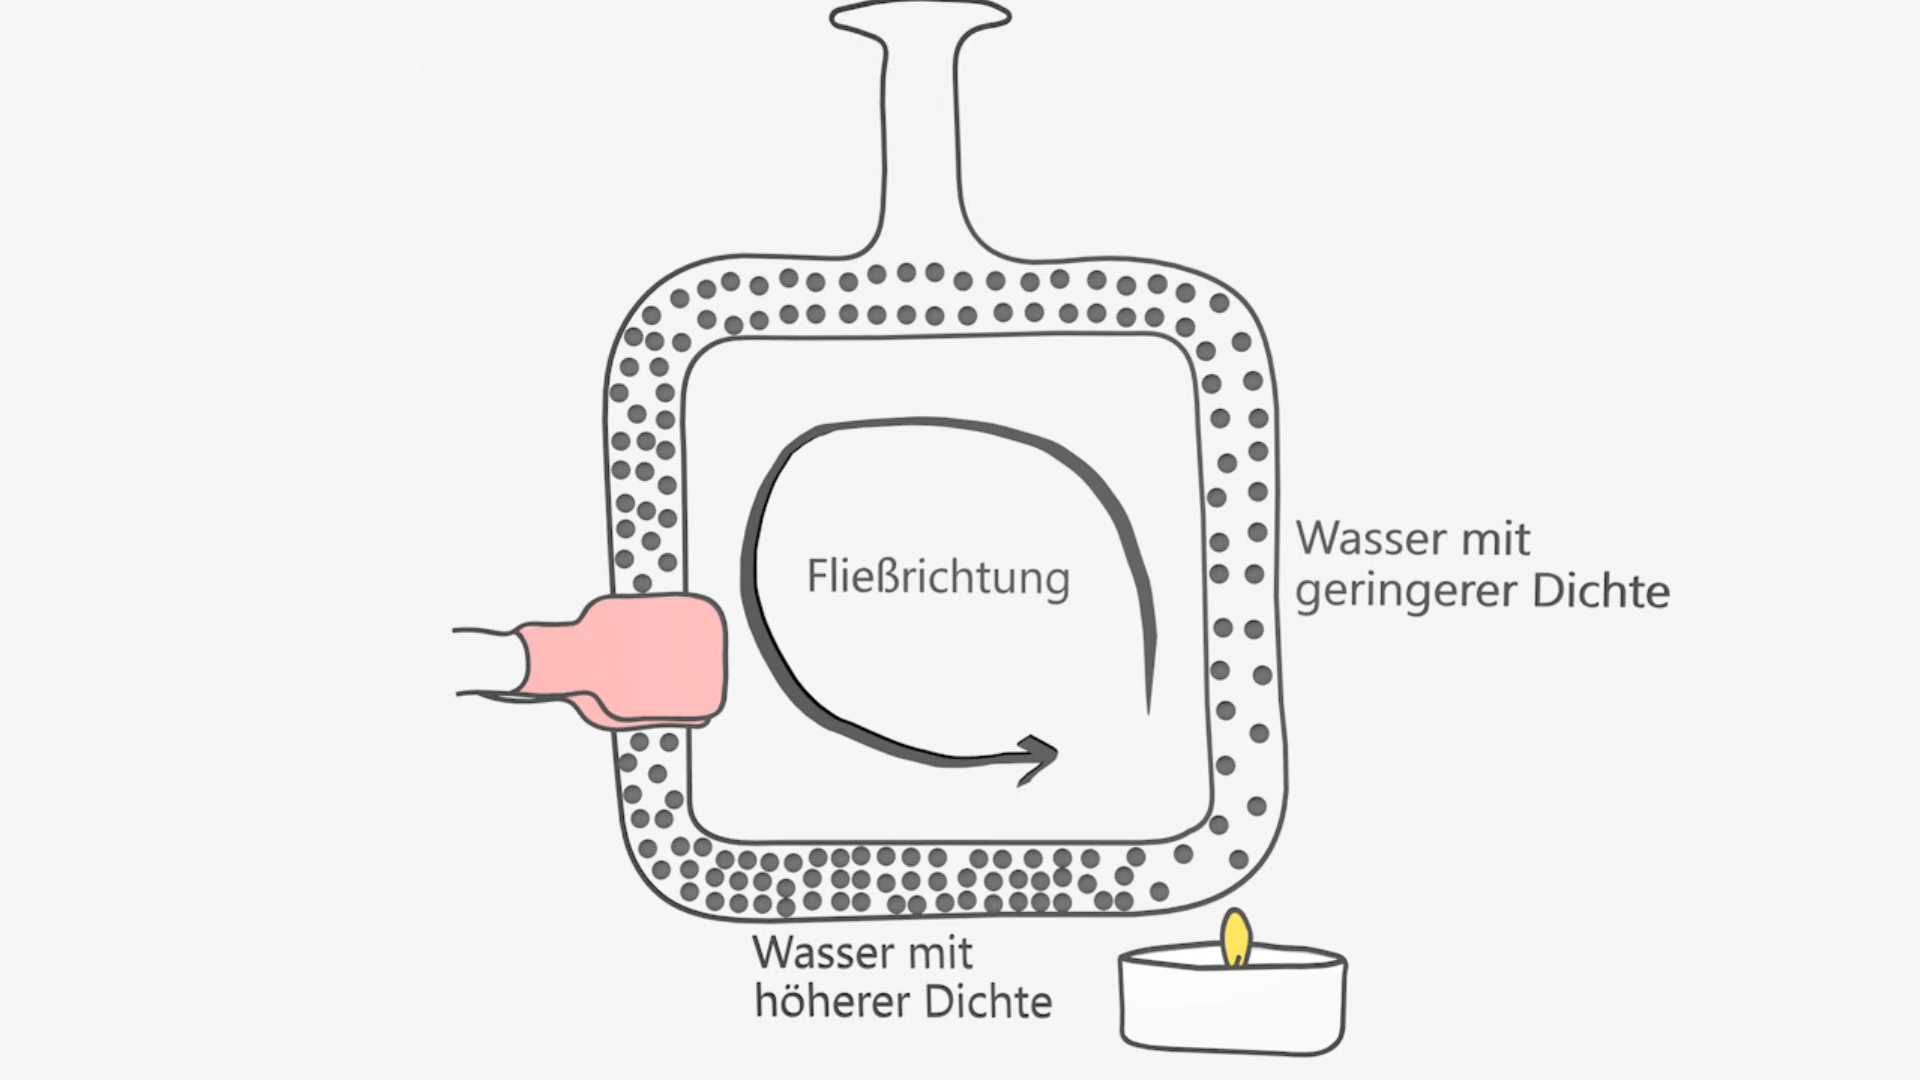 Fließrichtung
Wasser mit
geringerer Dichte
Wasser mit
höherer Dichte